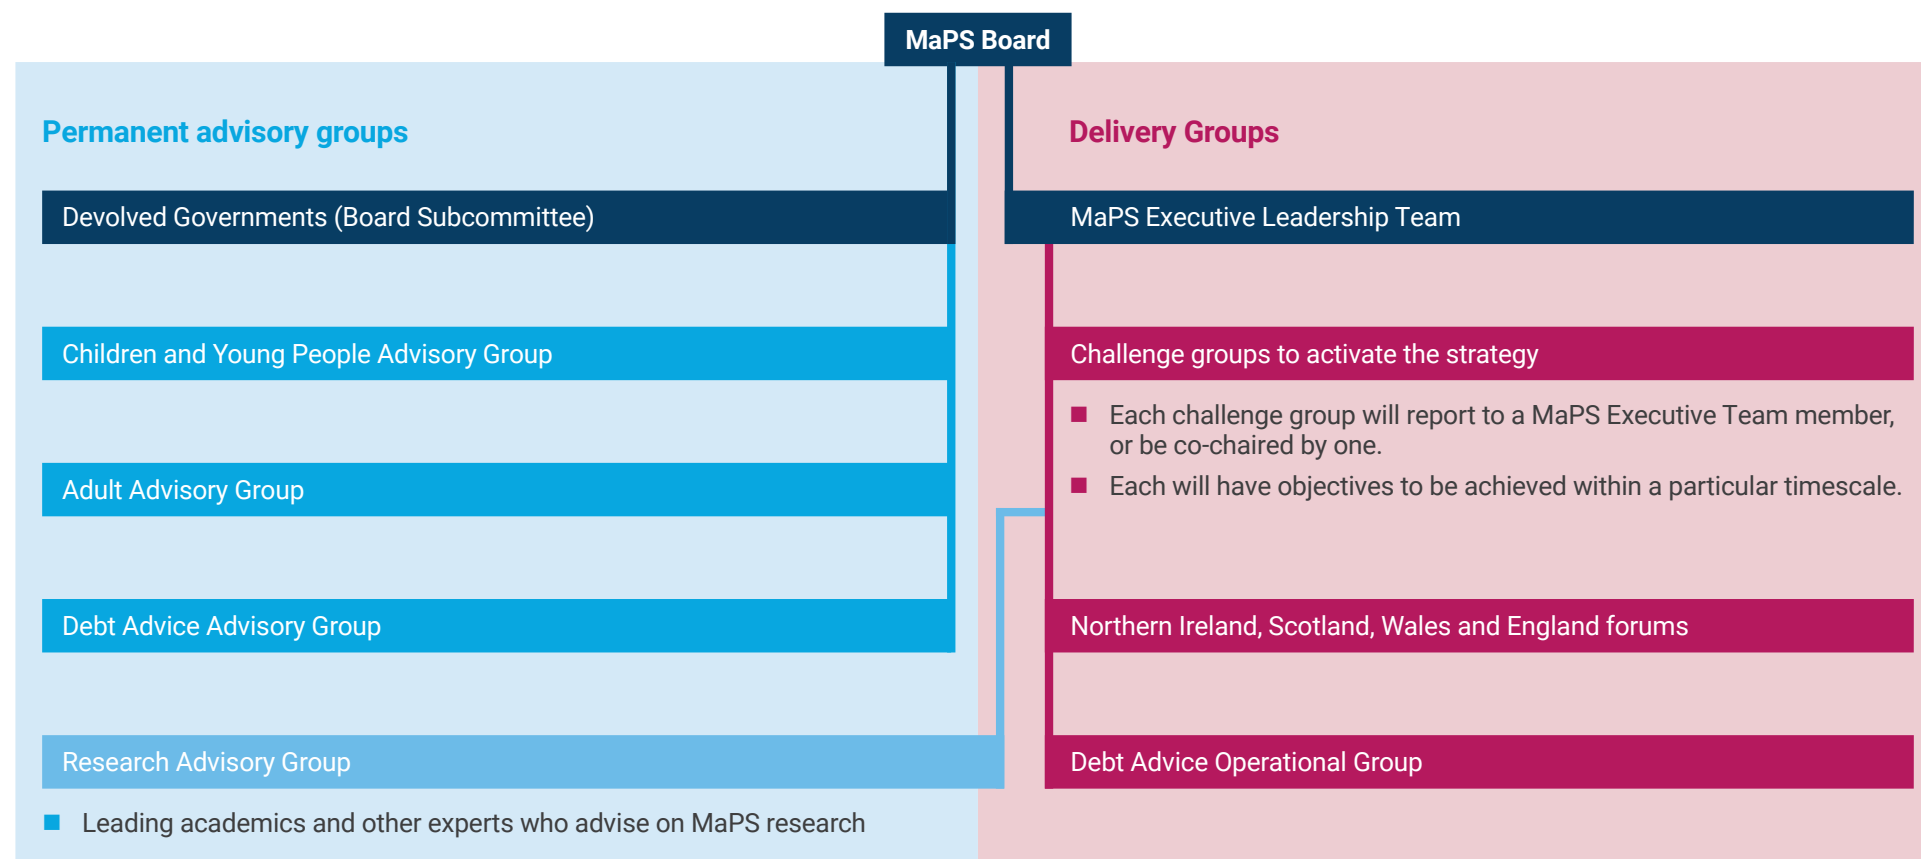 MaPS Board
Permanent advisory groups
Devolved Governments (Board Subcommittee)
Children and Young People Advisory Group
Adult Advisory Group
Debt Advice Advisory Group
Research Advisory Group
Leading academics and other experts who advise on MaPS research
Delivery Groups
MaPS Executive Leadership Team
Challenge groups to activate the strategy
Each challenge group will report to a MaPS Executive Team member,
or be co-chaired by one.
Each will have objectives to be achieved within a particular timescale.
Northern Ireland, Scotland, Wales and England forums
Debt Advice Operational Group